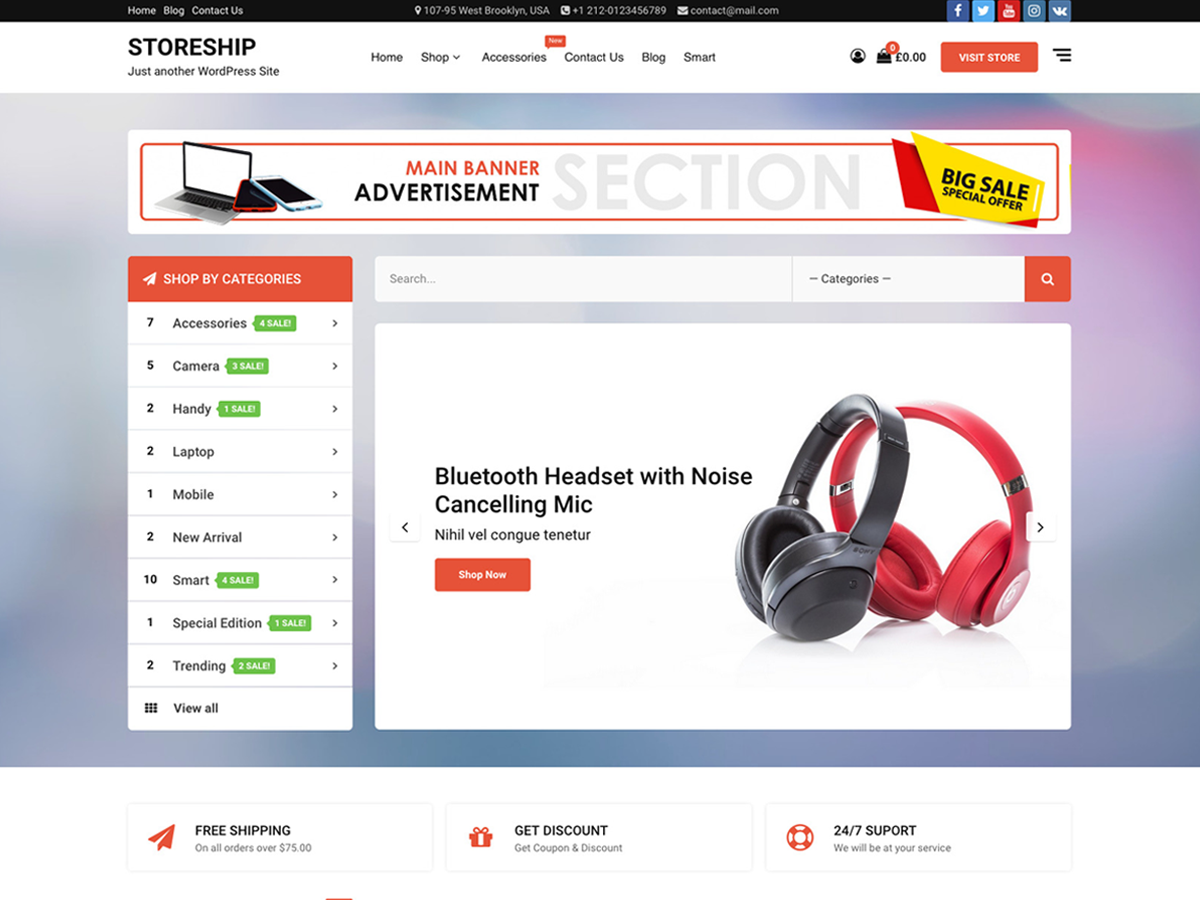 Home Blog Contact Us
107-95 West Brooklyn, USA +1 212-0123456789 contact@mail.com
STORESHIP
Just another WordPress Site
New
Home Shop Accessories Contact Us Blog Smart
0
£0.00
VISIT STORE
MAIN BANNER
ADVERTISEMENT
SECTION
BIG SALE
SPECIAL OFFER
SHOP BY CATEGORIES
7 Accessories 4 SALE!
5 Camera 3 SALE!
2 Handy 1 SALE!
2 Laptop
1 Mobile
2 New Arrival
10 Smart 4 SALE!
1 Special Edition 1 SALE!
2 Trending 2 SALE!
View all
Search...
— Categories —
Bluetooth Headset with Noise
Cancelling Mic
Nihil vel congue tenetur
Shop Now
SONY
FREE SHIPPING
On all orders over $75.00
GET DISCOUNT
Get Coupon & Discount
24/7 SUPORT
We will be at your service